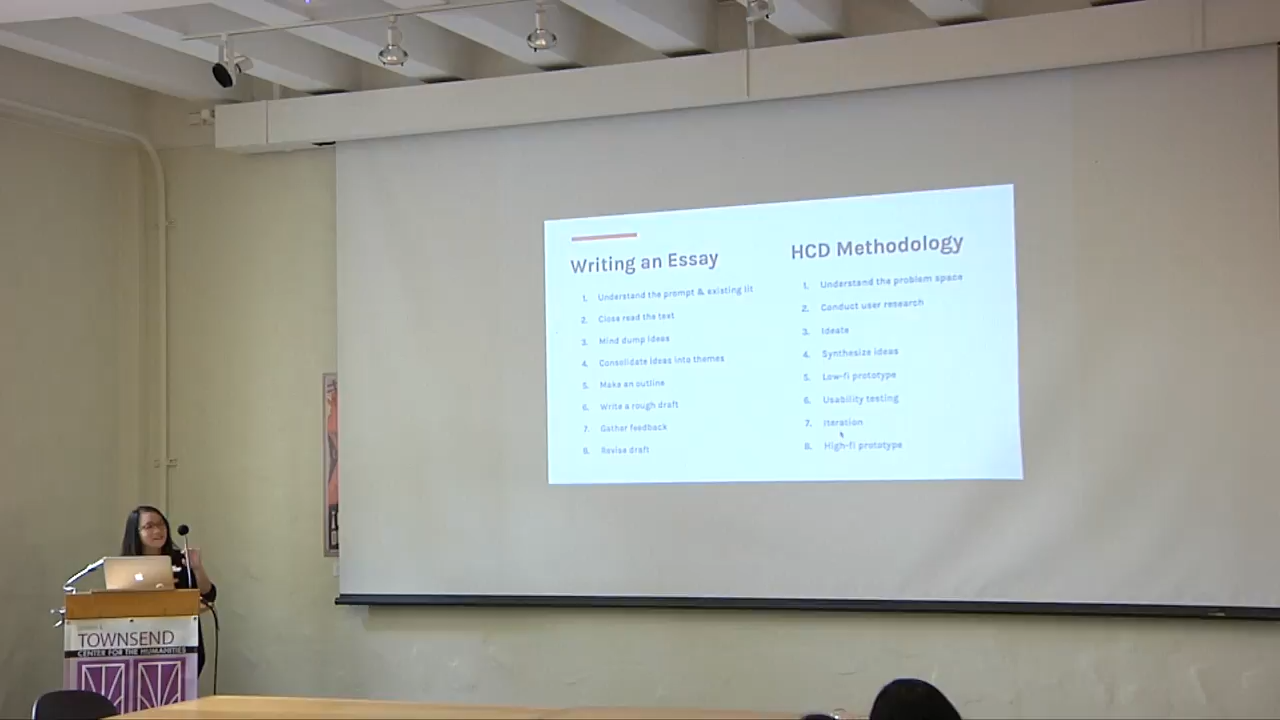 Writing an Essay
1. Understand the prompt & existing lit
2. Close read the text
3. Mind dump ideas
4. Consolidate ideas into themes
5. Make an outline
6. Write a rough draft
7. Gather feedback
8. Revise draft
HCD Methodology
1. Understand the problem space
2. Conduct user research
3. Ideate
4. Synthesize ideas
5. Low-fi prototype
6. Usability testing
7. Iteration
8. High-fi prototype
TOWNSEND
CENTER FOR THE HUMANITIES